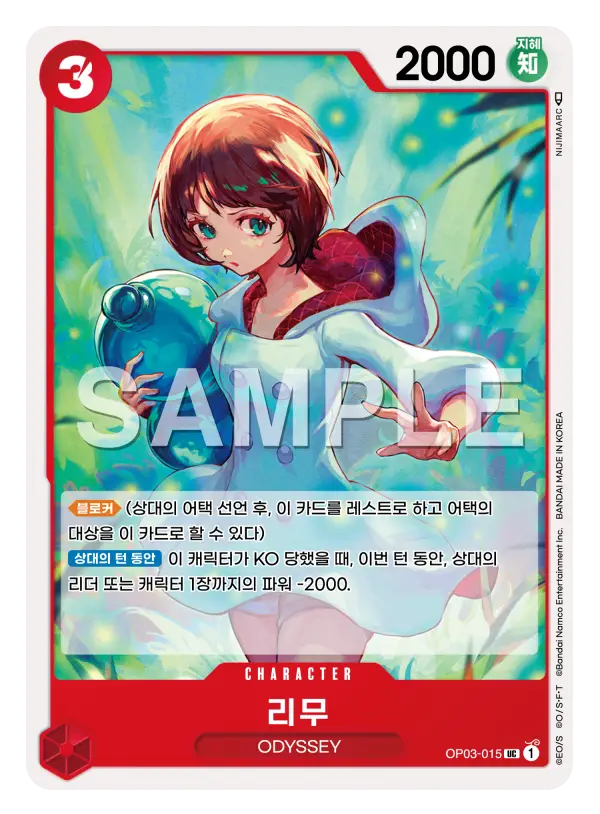 3
2000
지혜
知
NIJIMAARC
SAMPLE
블로커 (상대의 어택 선언 후, 이 카드를 레스트로 하고 어택의
대상을 이 카드로 할 수 있다)
상대의 턴 동안 이 캐릭터가 KO 당했을 때, 이번 턴 동안, 상대의
리더 또는 캐릭터 1장까지의 파워 -2000.
CHARACTER
리무
ODYSSEY
OP03-015 UC 1
©EO/S ©O/S·F·T ©Bandai Namco Entertainment Inc. BANDAI MADE IN KOREA